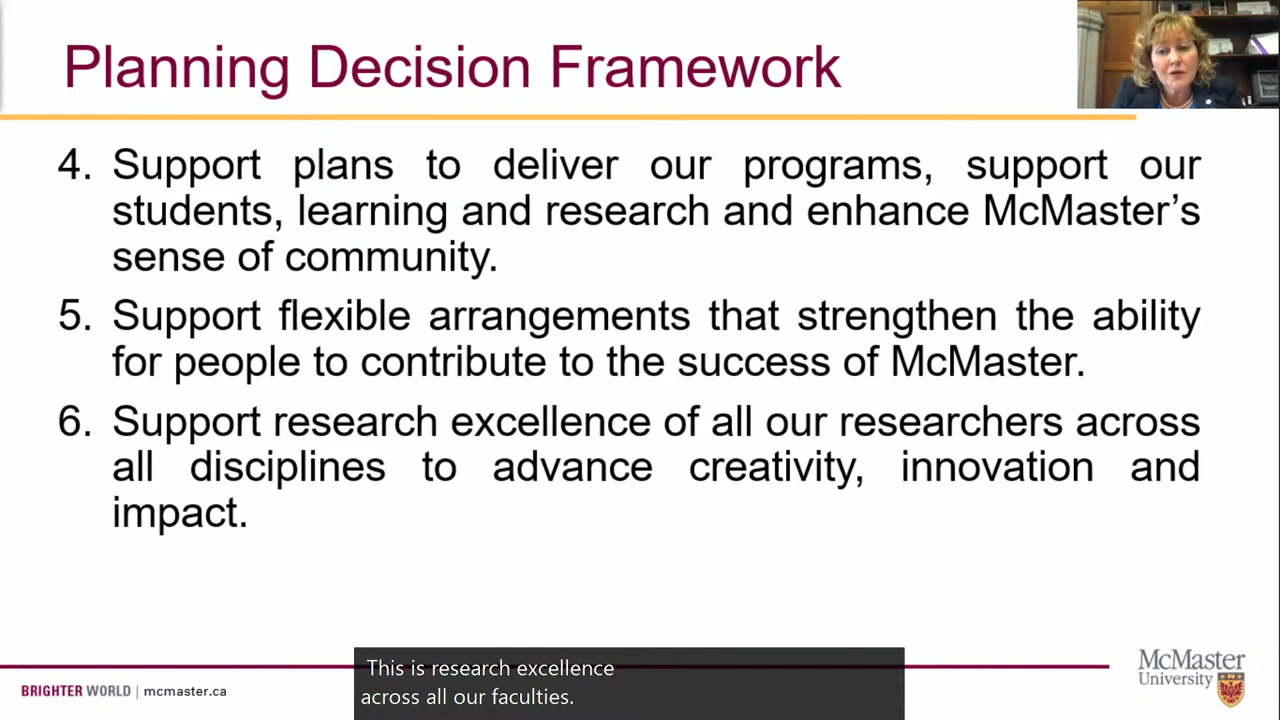 Planning Decision Framework
4. Support plans to deliver our programs, support our
students, learning and research and enhance McMaster’s
sense of community.
5. Support flexible arrangements that strengthen the ability
for people to contribute to the success of McMaster.
6. Support research excellence of all our researchers across
all disciplines to advance creativity, innovation and
impact.
This is research excellence
across all our faculties.
BRIGHTER WORLD | mcmaster.ca
McMaster
University